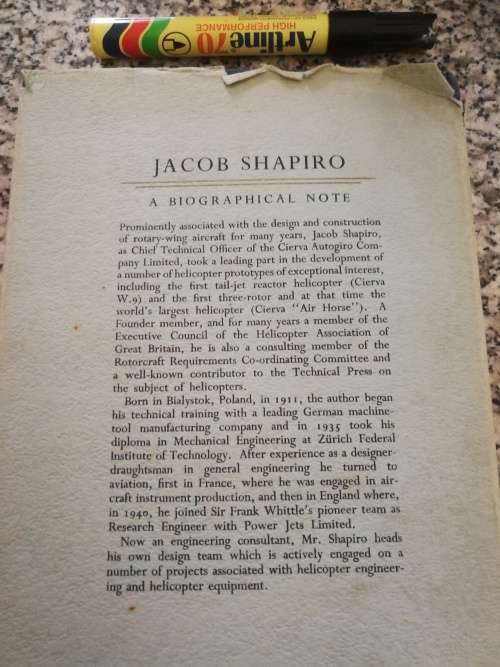 Artline 70
HIGH PERFORMANCE
JACOB SHAPIRO
A BIOGRAPHICAL NOTE
Prominently associated with the design and construction
of rotary-wing aircraft for many years, Jacob Shapiro,
as Chief Technical Officer of the Cierva Autogiro Com-
pany Limited, took a leading part in the development of
a number of helicopter prototypes of exceptional interest,
including the first tail-jet reactor helicopter (Cierva
W.9) and the first three-rotor and at that time the
world's largest helicopter (Cierva “Air Horse”). A
Founder member, and for many years a member of the
Executive Council of the Helicopter Association of
Great Britain, he is also a consulting member of the
Rotorcraft Requirements Co-ordinating Committee and
a well-known contributor to the Technical Press on
the subject of helicopters.
Born in Bialystok, Poland, in 1911, the author began
his technical training with a leading German machine-
tool manufacturing company and in 1935 took his
diploma in Mechanical Engineering at Zürich Federal
Institute of Technology. After experience as a designer-
draughtsman in general engineering he turned to
aviation, first in France, where he was engaged in air-
craft instrument production, and then in England where,
in 1940, he joined Sir Frank Whittle's pioneer team as
Research Engineer with Power Jets Limited.
Now an engineering consultant, Mr. Shapiro heads
his own design team which is actively engaged on a
number of projects associated with helicopter engineer-
ing and helicopter equipment.